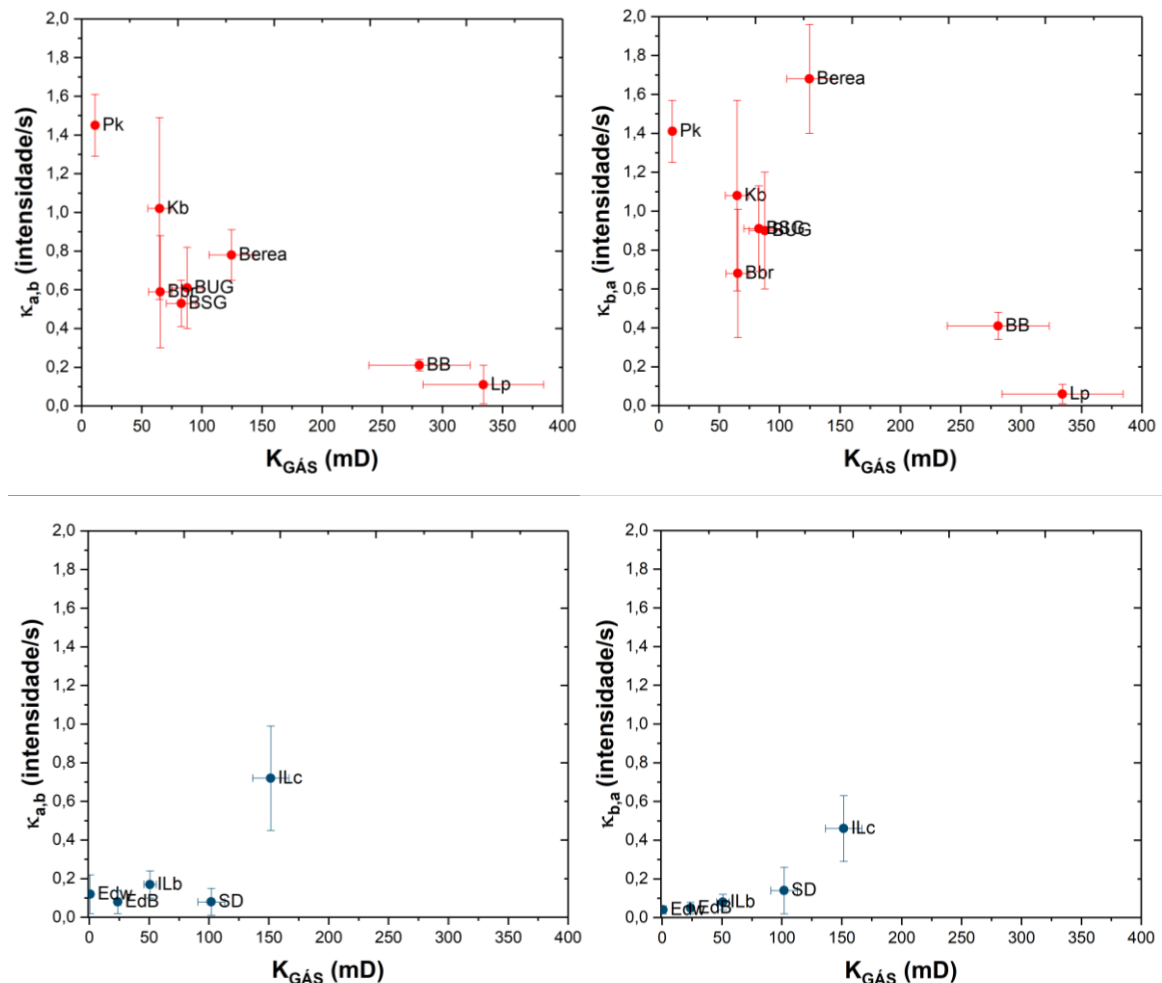 2,0
1,8
1,6
1,4
1,2
1,0
0,8
0,6
0,4
0,2
0,0
κa,b (intensidade/s)
Pk
Kb
Berea
Bbr
BUG
BSG
BB
Lp
0 50 100 150 200 250 300 350 400
KGÁS (mD)
2,0
1,8
1,6
1,4
1,2
1,0
0,8
0,6
0,4
0,2
0,0
κb,a (intensidade/s)
Berea
Pk
Kb
BSG
BUG
Bbr
BB
Lp
0 50 100 150 200 250 300 350 400
KGÁS (mD)
2,0
1,8
1,6
1,4
1,2
1,0
0,8
0,6
0,4
0,2
0,0
κa,b (intensidade/s)
ILc
ILb
Edw
EdB
SD
0 50 100 150 200 250 300 350 400
KGÁS (mD)
2,0
1,8
1,6
1,4
1,2
1,0
0,8
0,6
0,4
0,2
0,0
κb,a (intensidade/s)
ILc
SD
ILb
EdB
Edw
0 50 100 150 200 250 300 350 400
KGÁS (mD)